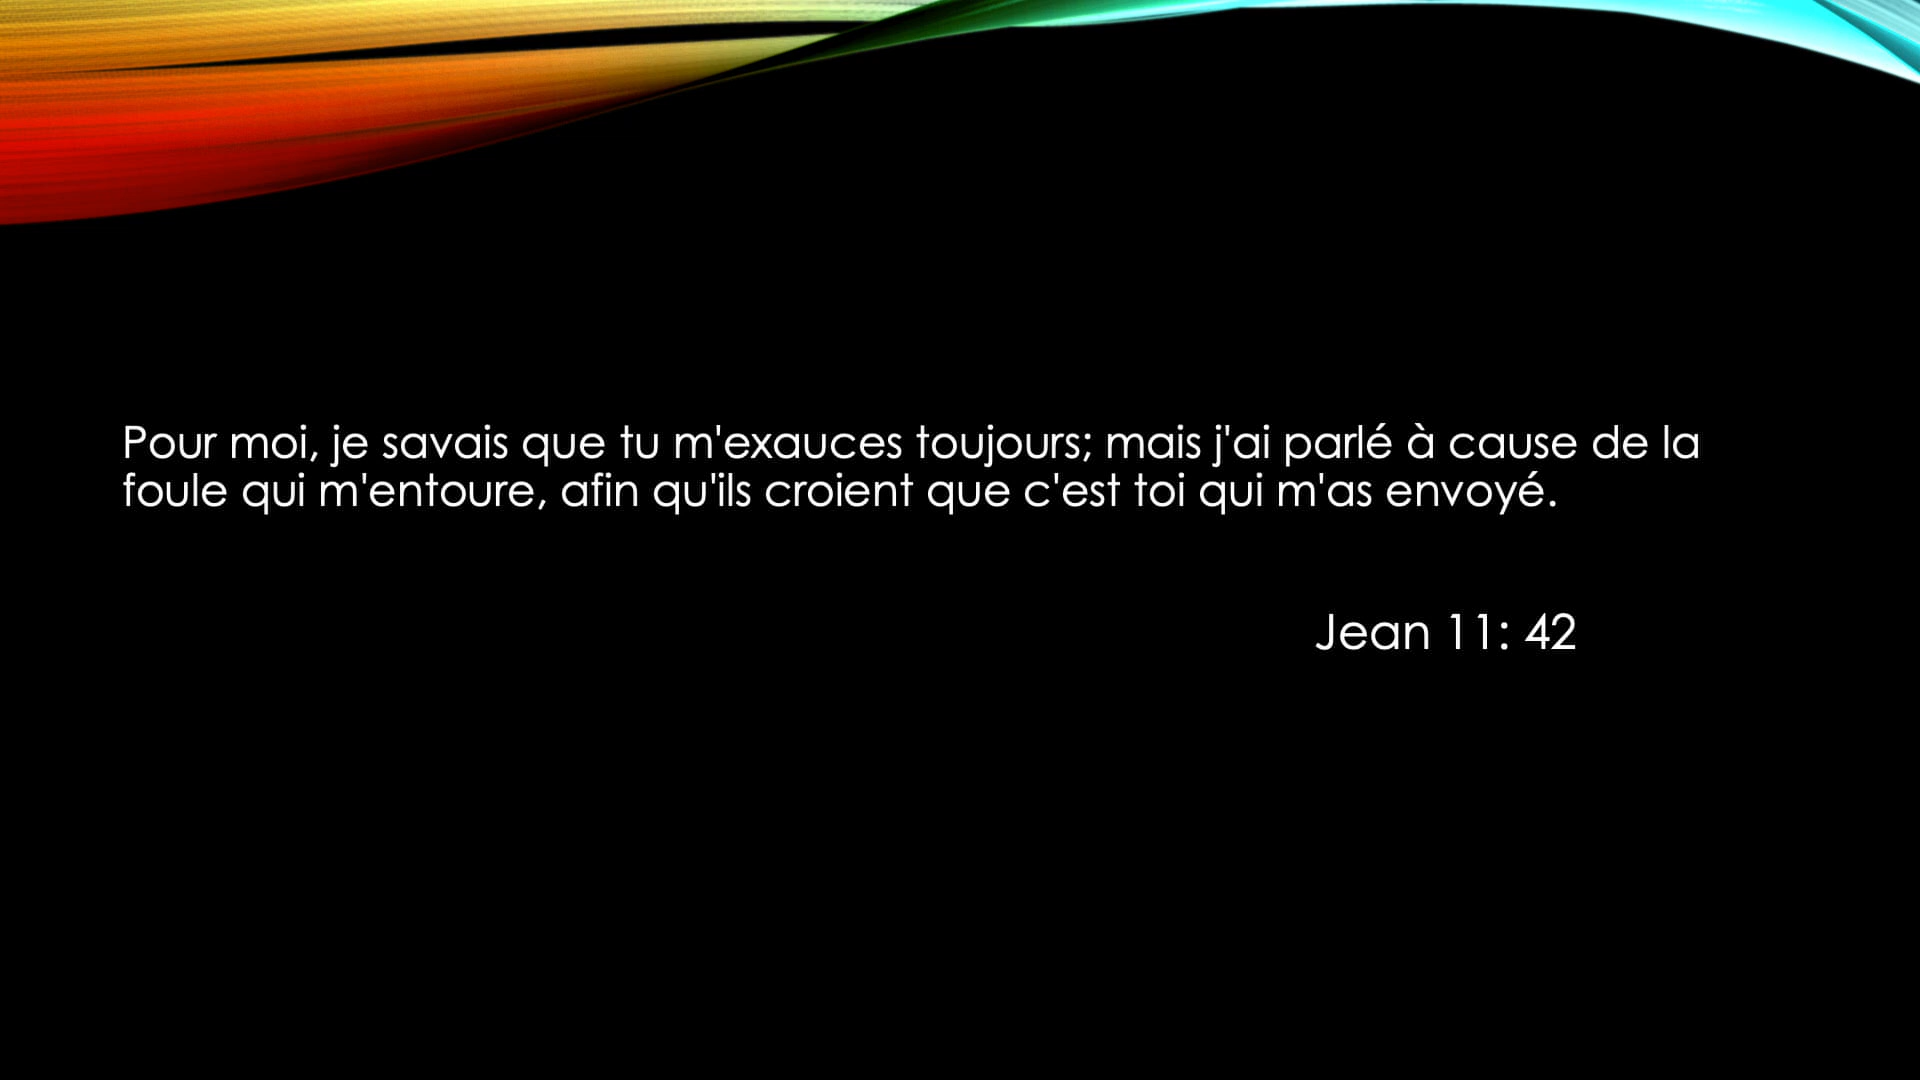 Pour moi, je savais que tu m'exauces toujours; mais j'ai parlé à cause de la
foule qui m'entoure, afin qu'ils croient que c'est toi qui m'as envoyé.
Jean 11: 42